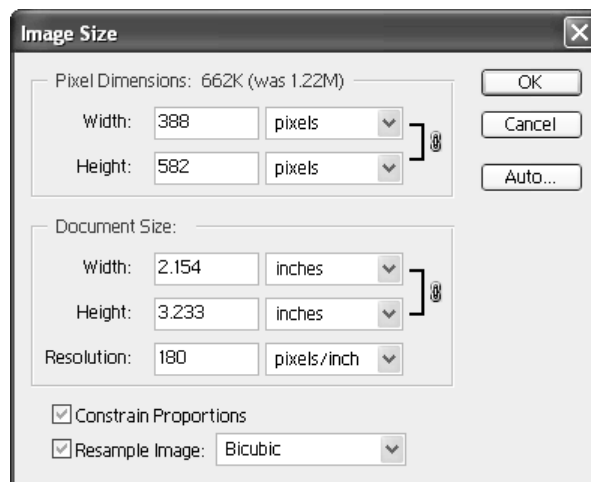 Image Size
Pixel Dimensions: 662K (was 1.22M)
OK
Width: 388 pixels
Cancel
Height: 582 pixels
Auto...
Document Size:
Width: 2.154 inches
Height: 3.233 inches
Resolution: 180 pixels/inch
Constrain Proportions
Resample Image: Bicubic